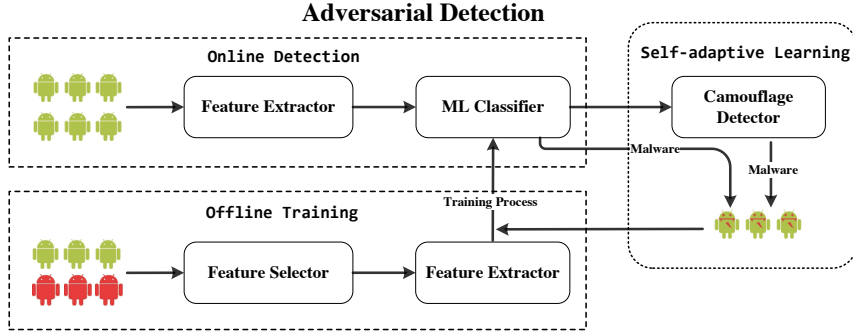 Adversarial Detection
Online Detection
Self-adaptive Learning
Feature Extractor
ML Classifier
Camouflage
Detector
Malware
Malware
Training Process
Offline Training
Feature Selector
Feature Extractor